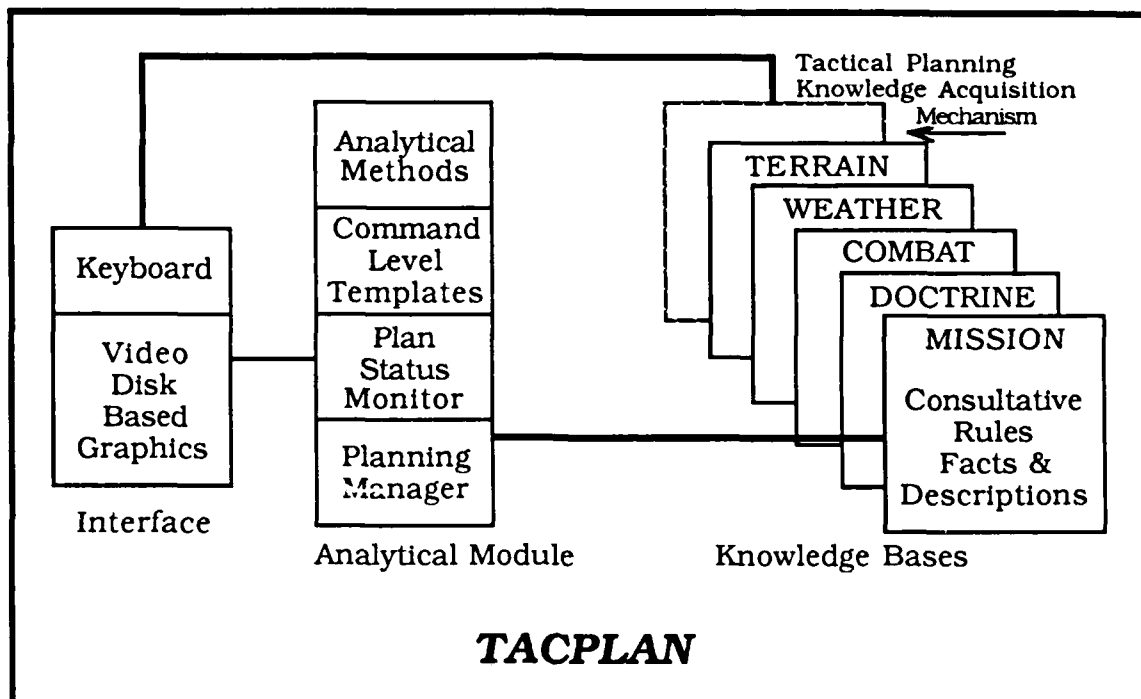 Tactical Planning
Knowledge Acquisition
Mechanism
Analytical
Methods
Command
Level
Templates
Plan
Status
Monitor
Planning
Manager
Keyboard
Video
Disk
Based
Graphics
TERRAIN
WEATHER
COMBAT
DOCTRINE
MISSION
Consultative
Rules
Facts &
Descriptions
Interface
Analytical Module
Knowledge Bases
TACPLAN